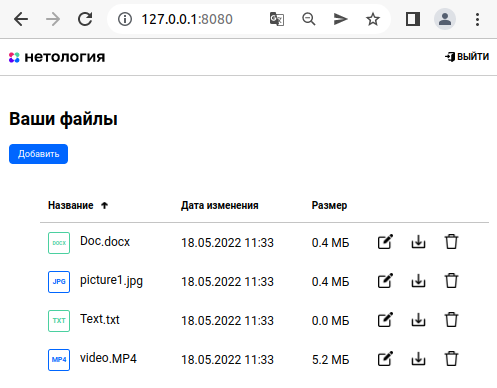 127.0.0.1:8080
нетология
ВЫЙТИ
Ваши файлы
Добавить
Название Дата изменения Размер
DOCX Doc.docx 18.05.2022 11:33 0.4 МБ
JPG picture1.jpg 18.05.2022 11:33 0.4 МБ
TXT Text.txt 18.05.2022 11:33 0.0 МБ
MP4 video.MP4 18.05.2022 11:33 5.2 МБ